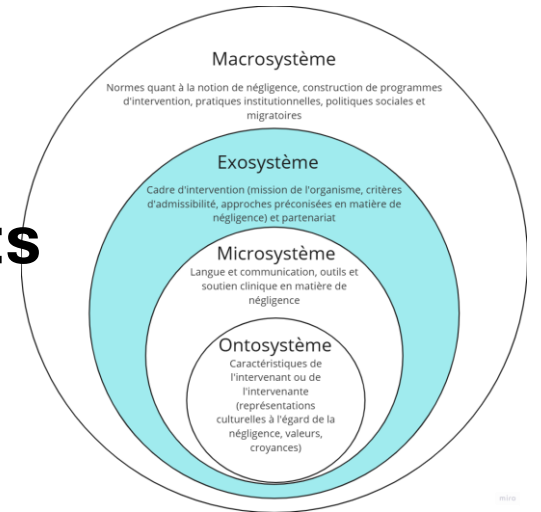 Macrosystème
Normes quant à la notion de négligence, construction de programmes
d'intervention, pratiques institutionnelles, politiques sociales et
migratoires
Exosystème
Cadre d'intervention (mission de l'organisme, critères
d'admissibilité, approches préconisées en matière de
négligence) et partenariat
ts
Microsystème
Langue et communication, outils et
soutien clinique en matière de
négligence
Ontosystème
Caractéristiques de
l'intervenant ou de
l'intervenante
(représentations
culturelles à l'égard de la
négligence, valeurs,
croyances)
miro